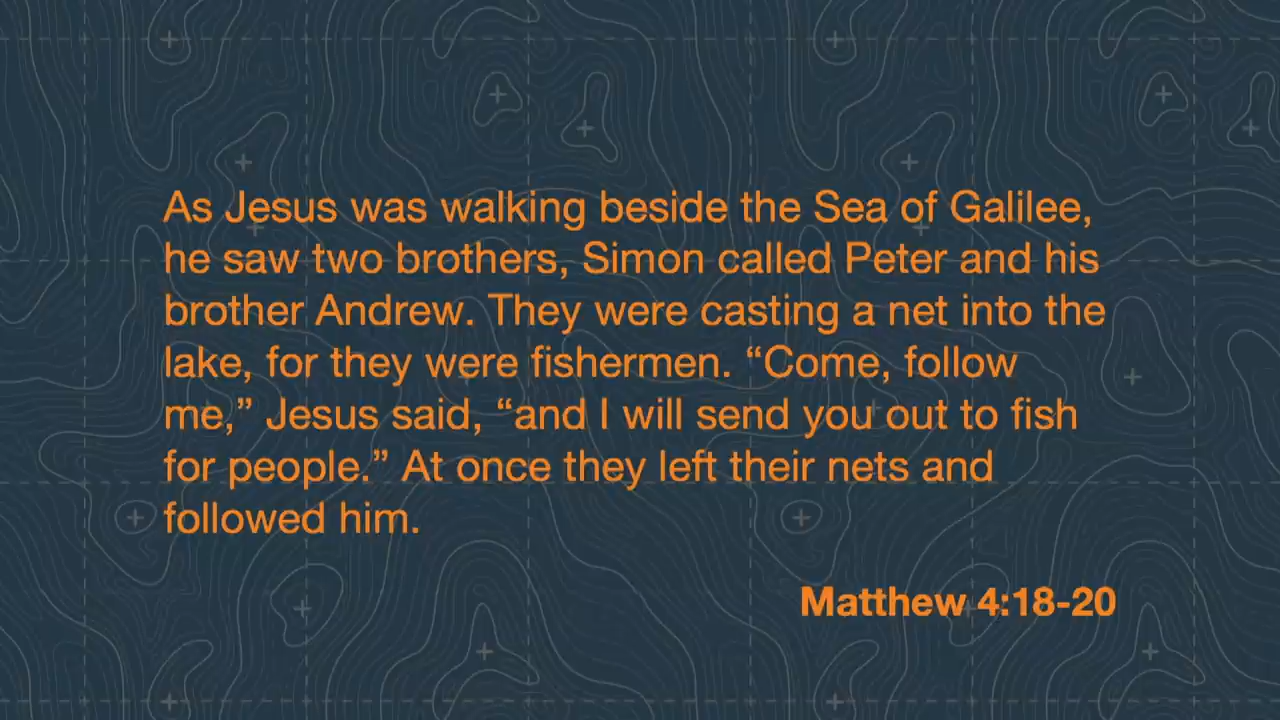 As Jesus was walking beside the Sea of Galilee,
he saw two brothers, Simon called Peter and his
brother Andrew. They were casting a net into the
lake, for they were fishermen. “Come, follow
me,” Jesus said, “and I will send you out to fish
for people.” At once they left their nets and
followed him.
Matthew 4:18-20